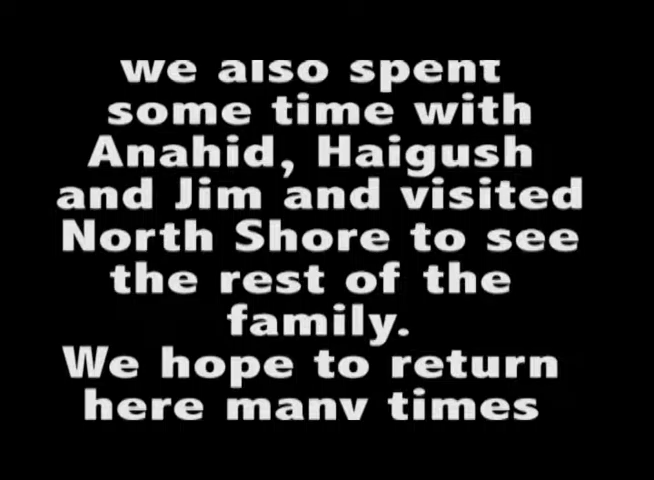 we also spent
some time with
Anahid, Haigush
and Jim and visited
North Shore to see
the rest of the
family.
We hope to return
here many times